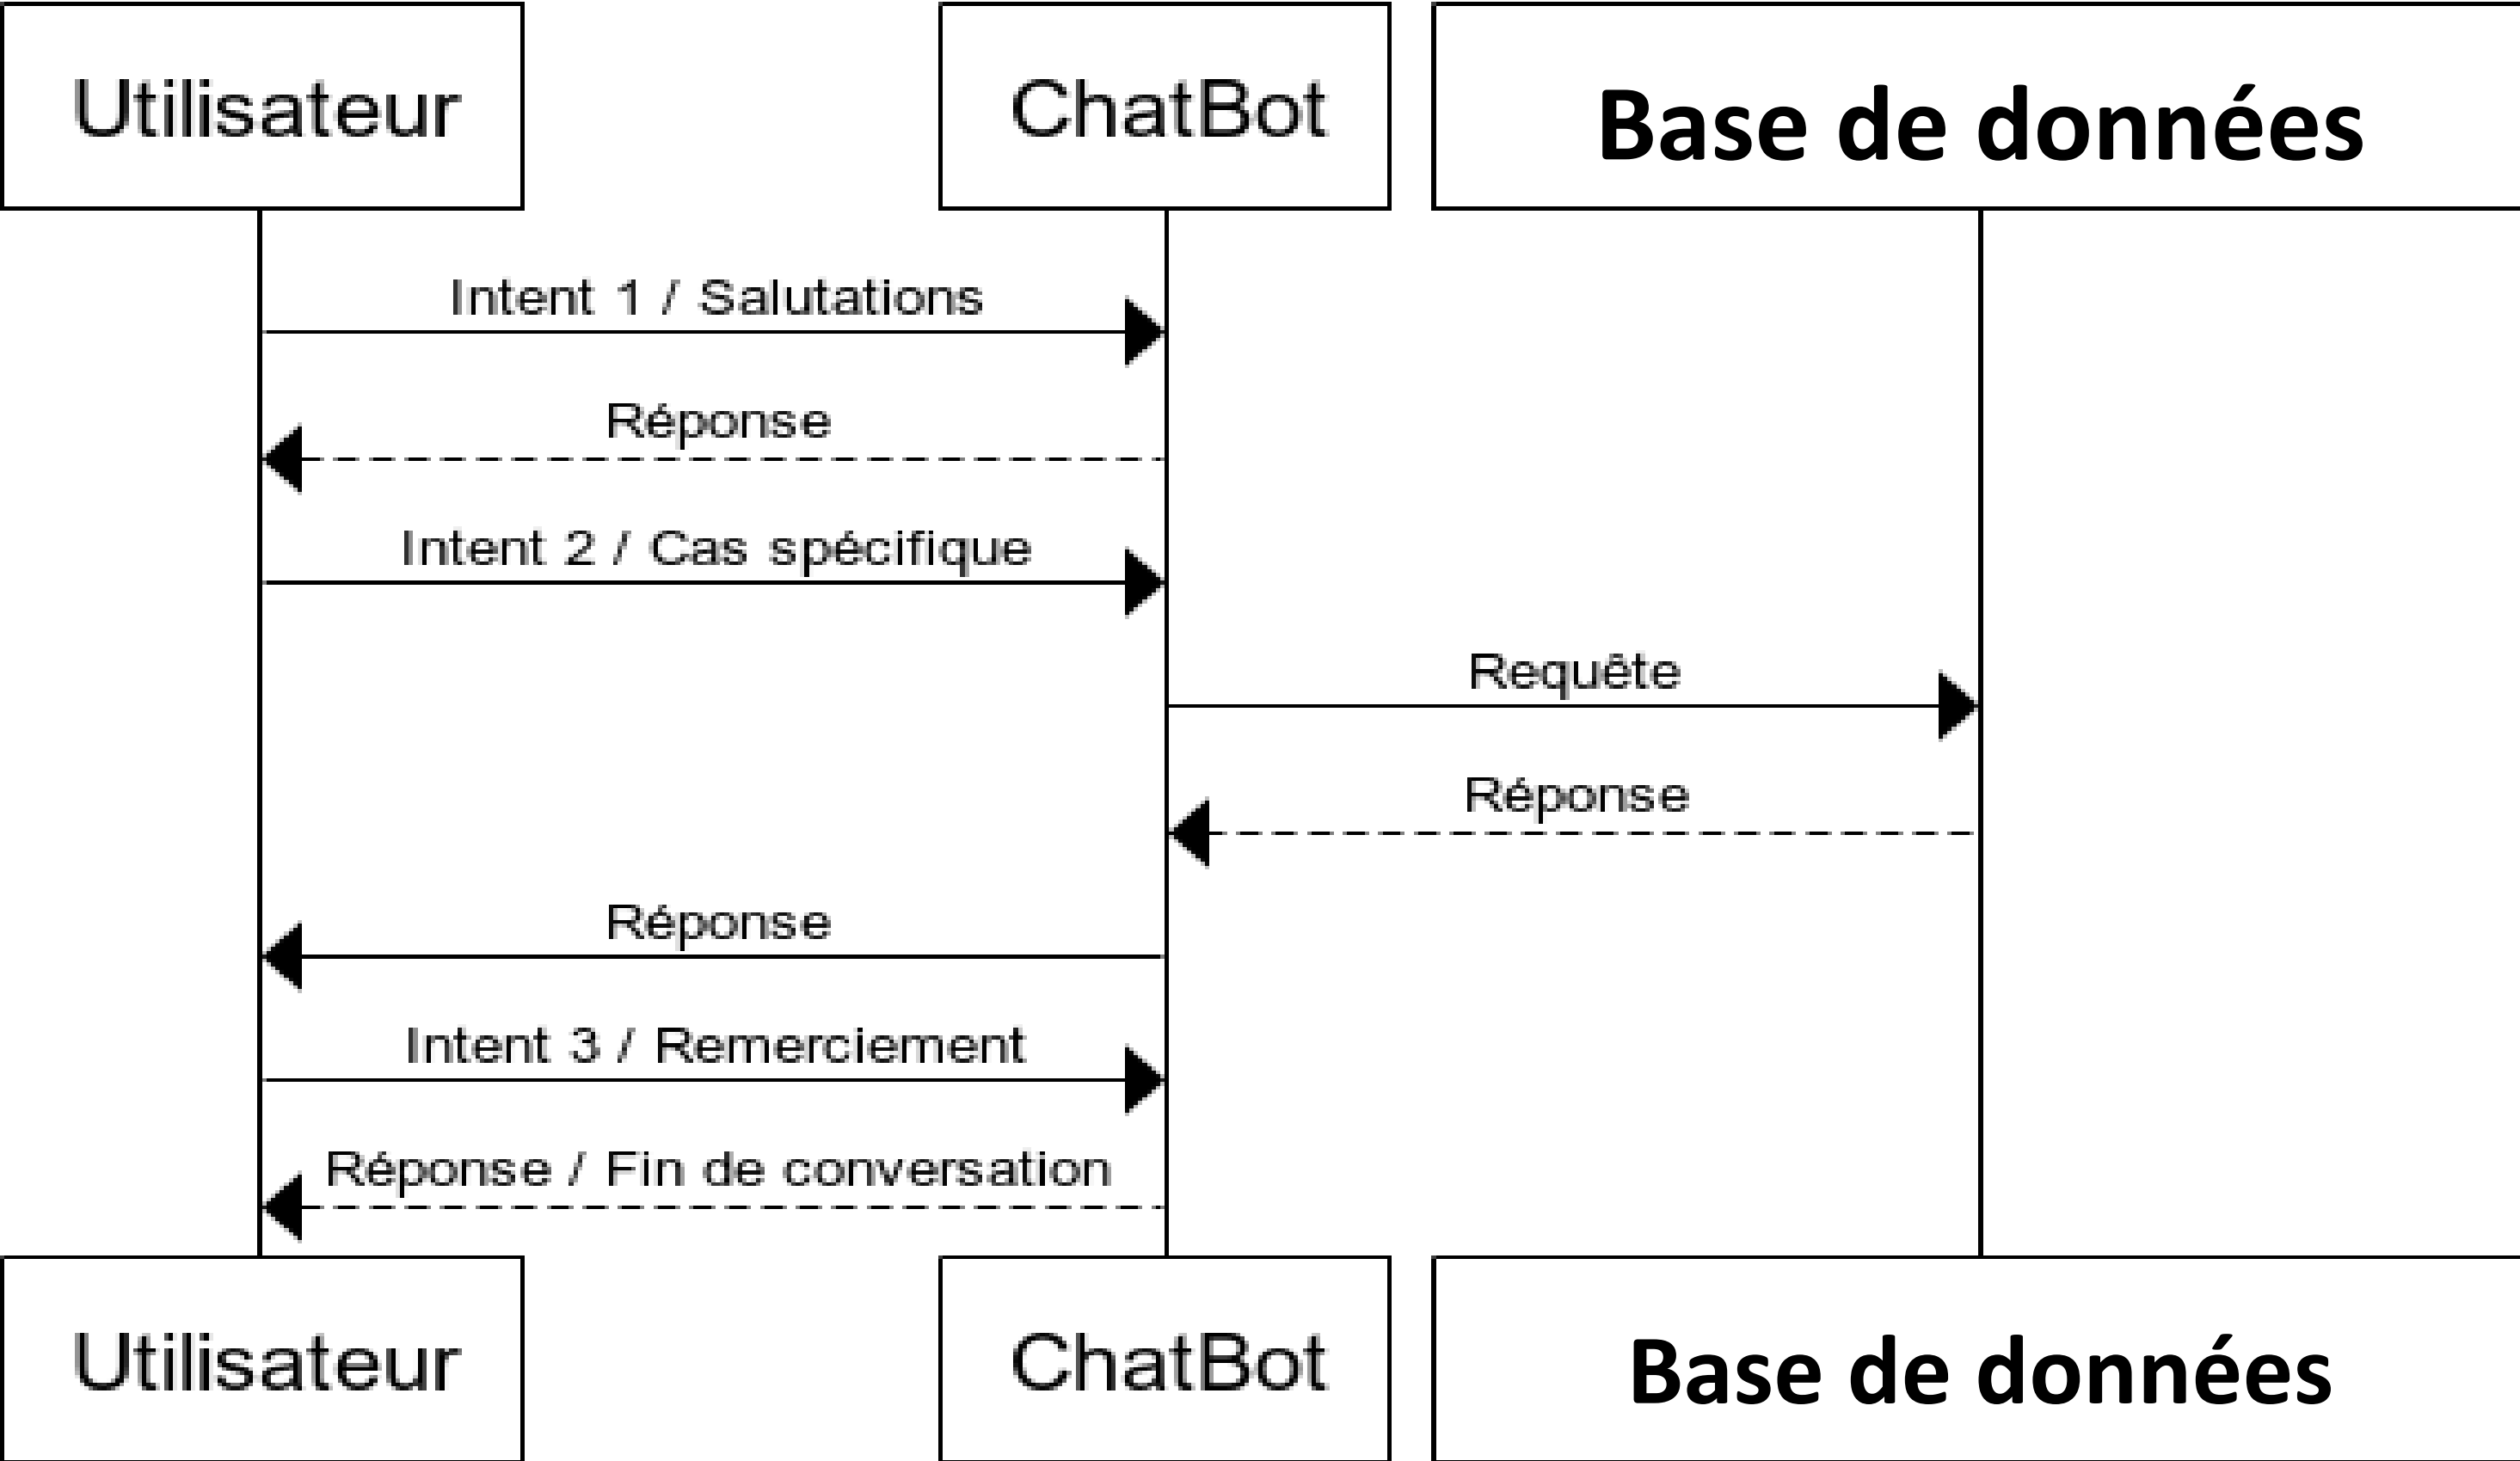 Utilisateur
ChatBot
Base de données
Intent 1 / Salutations
Réponse
Intent 2 / Cas spécifique
Requête
Réponse
Réponse
Intent 3 / Remerciement
Réponse / Fin de conversation
Utilisateur
ChatBot
Base de données